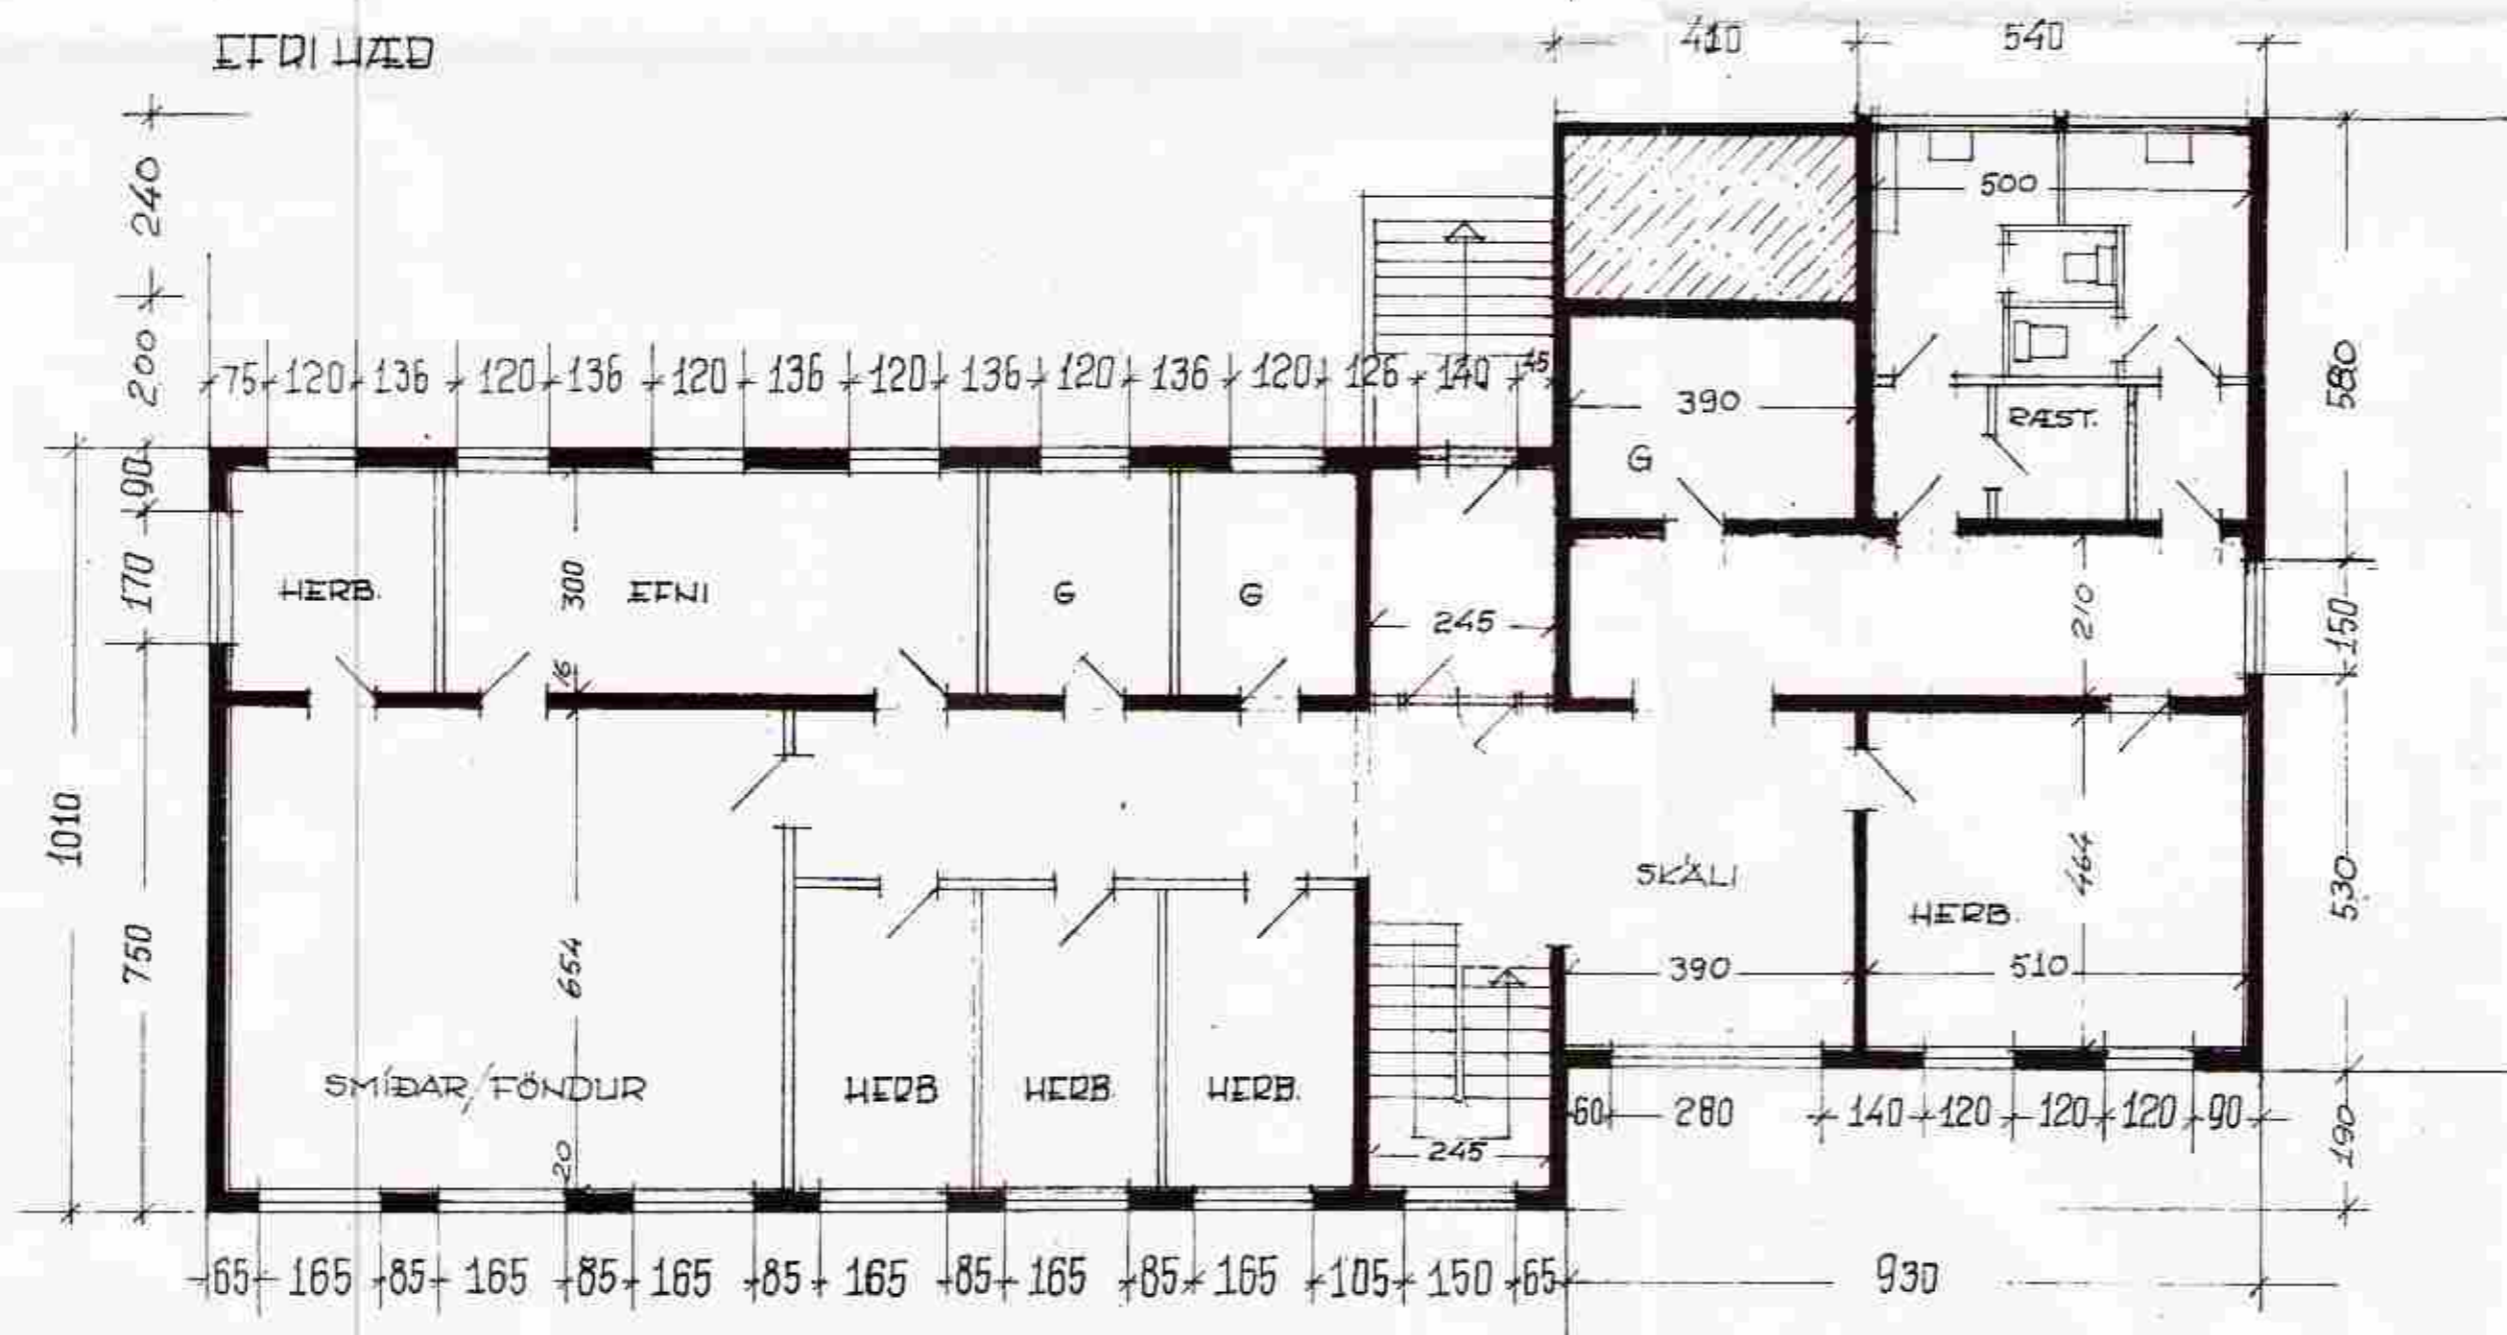 EFRI HÆÐ
410 540
240
500
200
75 120 136 120 136 120 136 120 136 120 136 120 126 140 45
390
580
RÆST.
G
90
170
HERB.
300
EFNI
G
G
245
210
150
16
1010
750
654
SKÁLI
464
HERB.
530
390
510
SMÍÐAR/FÖNDUR
HERB
HERB.
HERB.
60 280 140 120 120 120 90
190
20
245
65 165 85 165 85 165 85 165 85 165 85 165 105 150 65 930